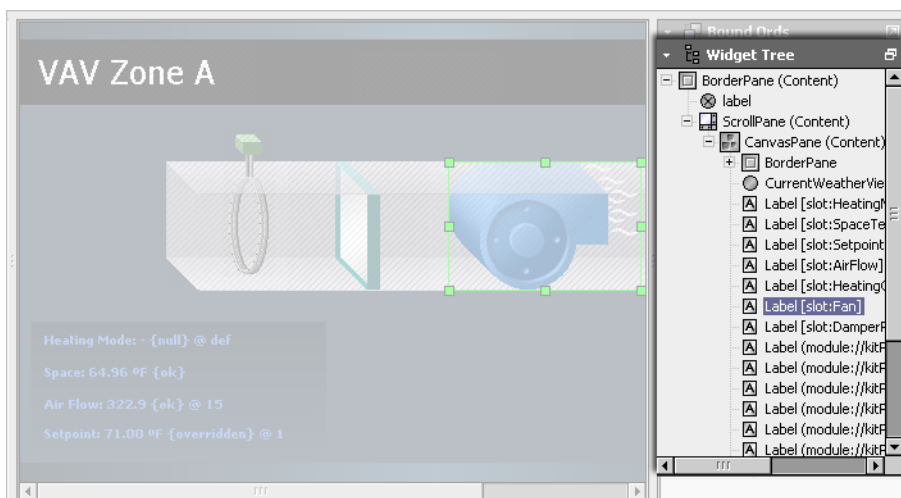 VAV Zone A
Heating Mode: - {null} @ def
Space: 64.96 ºF {ok}
Air Flow: 322.9 {ok} @ 15
Setpoint: 71.00 ºF {overridden} @ 1
Bound Ords
Widget Tree
BorderPane (Content)
label
ScrollPane (Content)
CanvasPane (Content)
BorderPane
CurrentWeatherVie
Label [slot:Heating
Label [slot:SpaceTe
Label [slot:Setpoint
Label [slot:AirFlow]
Label [slot:Heating
Label [slot:Fan]
Label [slot:Damper
Label (module://kit
Label (module://kit
Label (module://kit
Label (module://kit
Label (module://kit
Label (module://kit